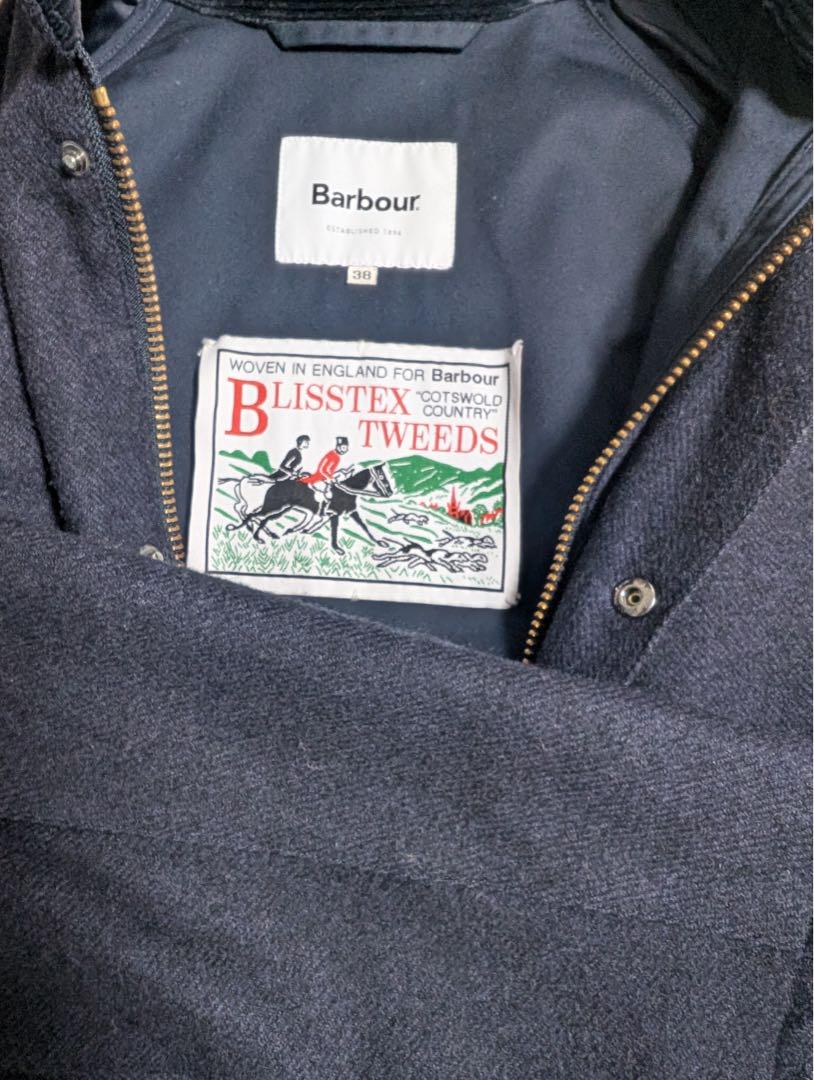 Barbour.
ESTABLISHED 1894
38
WOVEN IN ENGLAND FOR Barbour
BLISSTEX "COTSWOLD COUNTRY"
TWEEDS